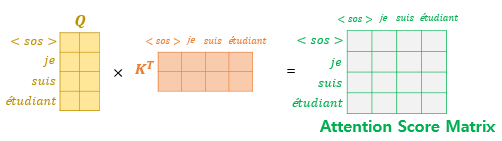 Q
< sos >
je
suis
étudiant
×
K^T
< sos > je suis étudiant
=
< sos > je suis étudiant
< sos >
je
suis
étudiant
Attention Score Matrix